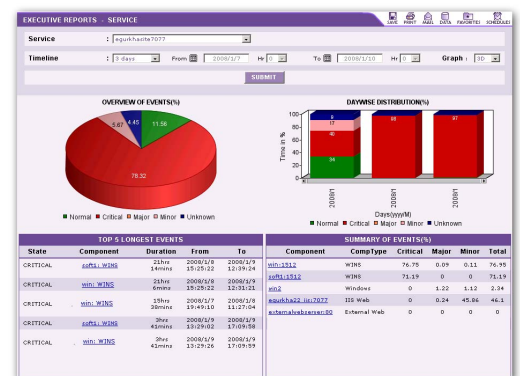 EXECUTIVE REPORTS - SERVICE
SAVE PRINT MAIL DATA FAVORITES SCHEDULES
Service : egurkhasite7077
Timeline : 3 days From 2008/1/7 Hr 0 To 2008/1/10 Hr 0 Graph : 3D
SUBMIT
OVERVIEW OF EVENTS(%)
5.67 4.45 11.56
78.32
Normal Critical Major Minor Unknown
DAYWISE DISTRIBUTION(%)
Time in %
100
80
60
40
20
0
9
17
40
34
2008/1
2008/1
2008/1
Days(yyyy/M)
Normal Critical Major Minor Unknown
TOP 5 LONGEST EVENTS
State Component Duration From To
CRITICAL soft1: WINS 21hrs 14mins 2008/1/8 15:25:22 2008/1/9 12:39:24
CRITICAL win: WINS 21hrs 6mins 2008/1/8 15:25:22 2008/1/9 12:31:21
CRITICAL win: WINS 15hrs 38mins 2008/1/7 19:49:10 2008/1/8 11:27:04
CRITICAL soft1: WINS 3hrs 41mins 2008/1/9 13:29:02 2008/1/9 17:09:58
CRITICAL win: WINS 3hrs 41mins 2008/1/9 13:29:26 2008/1/9 17:09:59
SUMMARY OF EVENTS(%)
Component CompType Critical Major Minor Total
win:1512 WINS 76.75 0.09 0.11 76.95
soft1:1512 WINS 71.19 0 0 71.19
win2 Windows 0 1.22 1.12 2.34
egurkha22_iis:7077 IIS Web 0 0.24 45.86 46.1
externalwebserver:80 External Web 0 0 0 0